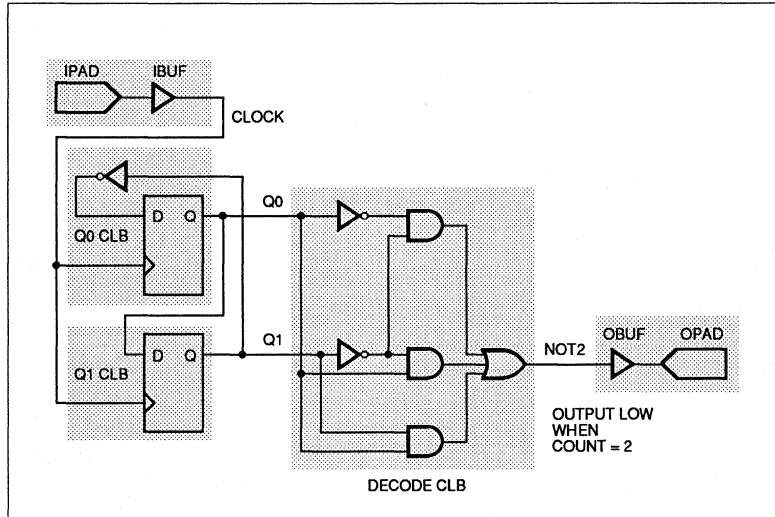 IPAD IBUF
CLOCK
D Q
Q0 CLB
Q0
D Q
Q1 CLB
Q1
NOT2
OBUF OPAD
OUTPUT LOW
WHEN
COUNT = 2
DECODE CLB